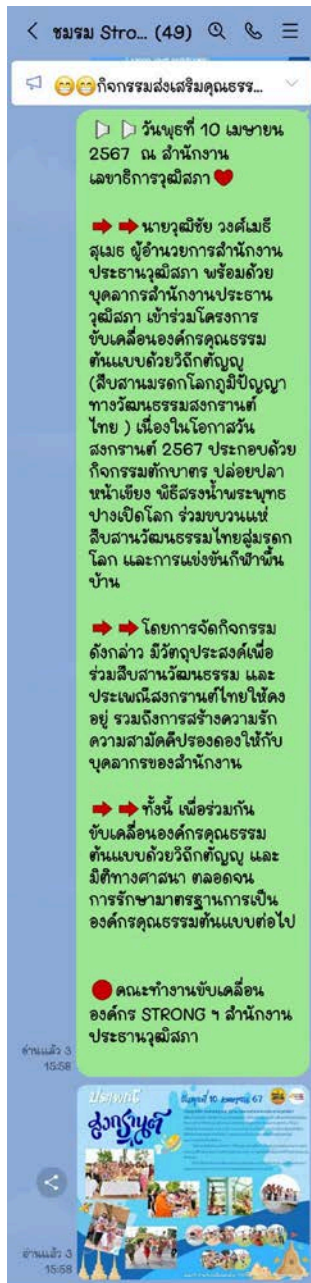 ชมรม Stro... (49)
😁😁กิจกรรมส่งเสริมคุณธรร...
วันพุธที่ 10 เมษายน
2567 ณ สำนักงาน
เลขาธิการวุฒิสภา❤️
➡➡นายวุฒิชัย วงศ์เมธี
สุเมธ ผู้อำนวยการสำนักงาน
ประธานวุฒิสภา พร้อมด้วย
บุคลากรสำนักงานประธาน
วุฒิสภา เข้าร่วมโครงการ
ขับเคลื่อนองค์กรคุณธรรม
ต้นแบบด้วยวิถีกตัญญู
(สืบสานมรดกโลกภูมิปัญญา
ทางวัฒนธรรมสงกรานต์
ไทย ) เนื่องในโอกาสวัน
สงกรานต์ 2567 ประกอบด้วย
กิจกรรมตักบาตร ปล่อยปลา
หน้าเขียง พิธีสรงน้ำพระพุทธ
ปางเปิดโลก ร่วมขบวนแห่
สืบสานวัฒนธรรมไทยสู่มรดก
โลก และการแข่งขันกีฬาพื้น
บ้าน
➡➡โดยการจัดกิจกรรม
ดังกล่าว มีวัตถุประสงค์เพื่อ
ร่วมสืบสานวัฒนธรรม และ
ประเพณีสงกรานต์ไทยให้คง
อยู่ รวมถึงการสร้างความรัก
ความสามัคคีปรองดองให้กับ
บุคลากรของสำนักงาน
➡➡ทั้งนี้ เพื่อร่วมกัน
ขับเคลื่อนองค์กรคุณธรรม
ต้นแบบด้วยวิถีกตัญญู และ
มิติทางศาสนา ตลอดจน
การรักษามาตรฐานการเป็น
องค์กรคุณธรรมต้นแบบต่อไป
🔴คณะทำงานขับเคลื่อน
องค์กร STRONG ฯ สำนักงาน
ประธานวุฒิสภา
อ่านแล้ว 3
15:58
ประเพณี
สงกรานต์
วันพุธที่ 10 เมษายน 67
อ่านแล้ว 3
15:58